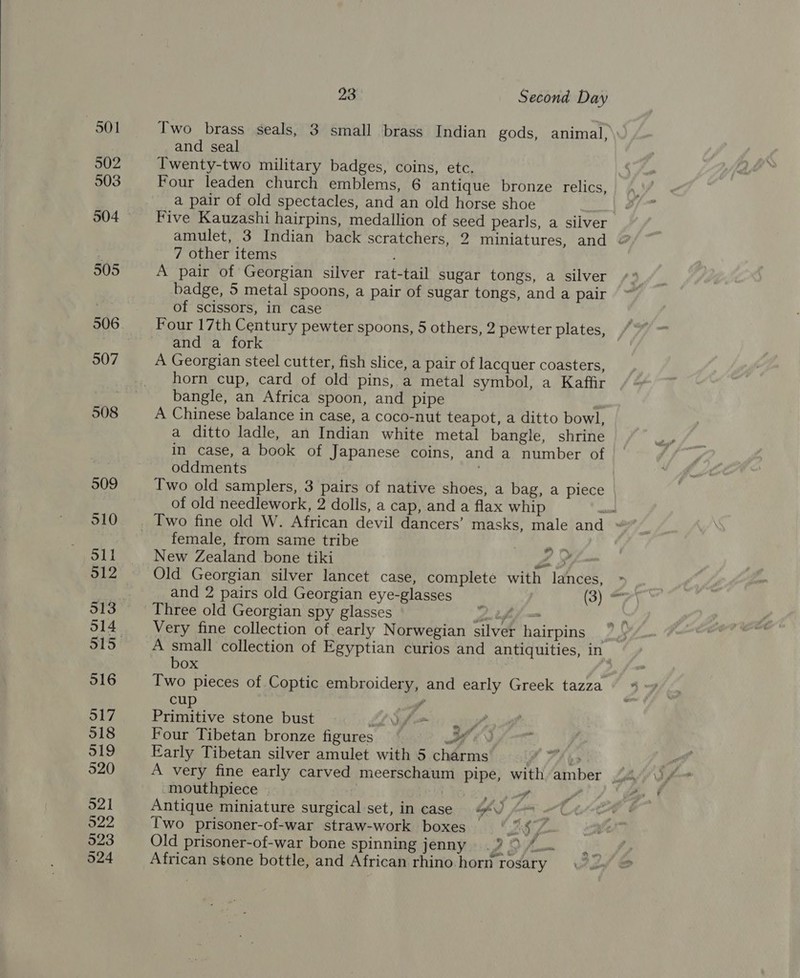 23 Second Day
501 Two brass seals, 3 small brass Indian gods, animal,
and seal
502 Twenty-two military badges, coins, etc.
503 Four leaden church emblems, 6 antique bronze relics,
a pair of old spectacles, and an old horse shoe
504 Five Kauzashi hairpins, medallion of seed pearls, a silver
amulet, 3 Indian back scratchers, 2 miniatures, and
7 other items
505 A pair of Georgian silver rat-tail sugar tongs, a silver
badge, 5 metal spoons, a pair of sugar tongs, and a pair
of scissors, in case
506 Four 17th Century pewter spoons, 5 others, 2 pewter plates,
and a fork
507 A Georgian steel cutter, fish slice, a pair of lacquer coasters,
horn cup, card of old pins, a metal symbol, a Kaffir
bangle, an Africa spoon, and pipe
508 A Chinese balance in case, a coco-nut teapot, a ditto bowl,
a ditto ladle, an Indian white metal bangle, shrine
in case, a book of Japanese coins, and a number of
oddments
509 Two old samplers, 3 pairs of native shoes, a bag, a piece
of old needlework, 2 dolls, a cap, and a flax whip
510 Two fine old W. African devil dancers' masks, male and
female, from same tribe
511 New Zealand bone tiki
512 Old Georgian silver lancet case, complete with lances,
and 2 pairs old Georgian eye-glasses (3)
513 Three old Georgian spy glasses
514 Very fine collection of early Norwegian silver hairpins
515 A small collection of Egyptian curios and antiquities, in
box
516 Two pieces of Coptic embroidery, and early Greek tazza
cup
517 Primitive stone bust
518 Four Tibetan bronze figures
519 Early Tibetan silver amulet with 5 charms
520 A very fine early carved meerschaum pipe, with amber
mouthpiece
521 Antique miniature surgical set, in case
522 Two prisoner-of-war straw-work boxes
523 Old prisoner-of-war bone spinning jenny
524 African stone bottle, and African rhino horn rosary